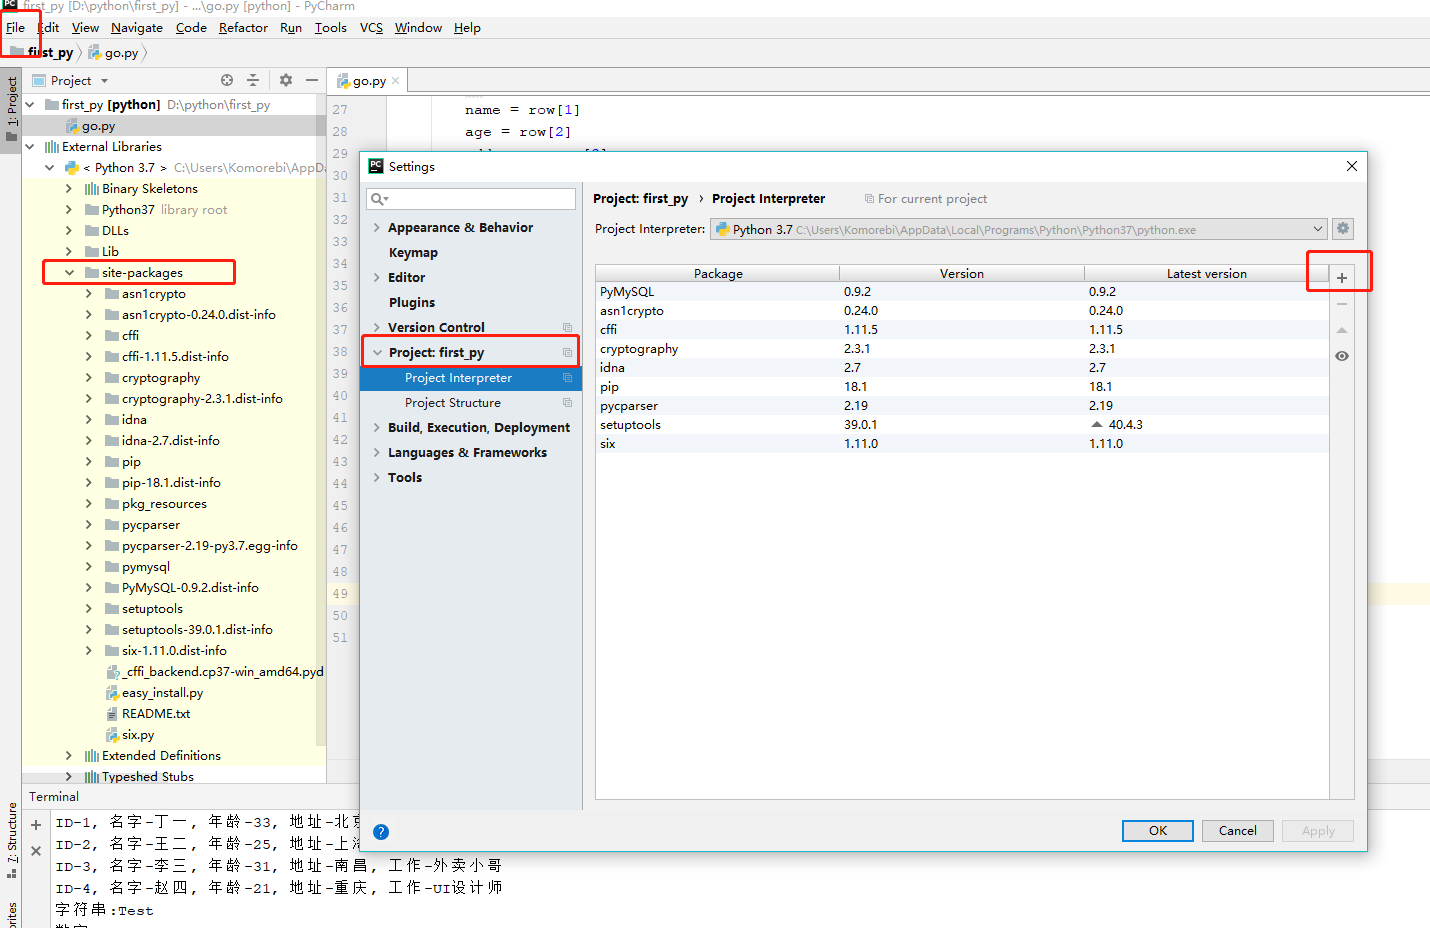 first_py [D:\python\first_py] - ...\go.py [python] - PyCharm
File Edit View Navigate Code Refactor Run Tools VCS Window Help
first_py go.py
1: Project
Project
go.py
first_py [python] D:\python\first_py
go.py
External Libraries
< Python 3.7 > C:\Users\Komorebi\AppDa
Binary Skeletons
Python37 library root
DLLs
Lib
site-packages
asn1crypto
asn1crypto-0.24.0.dist-info
cffi
cffi-1.11.5.dist-info
cryptography
cryptography-2.3.1.dist-info
idna
idna-2.7.dist-info
pip
pip-18.1.dist-info
pkg_resources
pycparser
pycparser-2.19-py3.7.egg-info
pymysql
PyMySQL-0.9.2.dist-info
setuptools
setuptools-39.0.1.dist-info
six-1.11.0.dist-info
_cffi_backend.cp37-win_amd64.pyd
easy_install.py
README.txt
six.py
Extended Definitions
Typeshed Stubs
27 name = row[1]
28 age = row[2]
29
30
31
32
33
34
35
36
37
38
39
40
41
42
43
44
45
46
47
48
49
50
51
Settings
Appearance & Behavior
Keymap
Editor
Plugins
Version Control
Project: first_py
Project Interpreter
Project Structure
Build, Execution, Deployment
Languages & Frameworks
Tools
Project: first_py › Project Interpreter For current project
Project Interpreter: Python 3.7 C:\Users\Komorebi\AppData\Local\Programs\Python\Python37\python.exe
Package Version Latest version
PyMySQL 0.9.2 0.9.2
asn1crypto 0.24.0 0.24.0
cffi 1.11.5 1.11.5
cryptography 2.3.1 2.3.1
idna 2.7 2.7
pip 18.1 18.1
pycparser 2.19 2.19
setuptools 39.0.1 40.4.3
six 1.11.0 1.11.0
OK Cancel Apply
Terminal
7: Structure
ID-1, 名字-丁一, 年龄-33, 地址-北京
ID-2, 名字-王二, 年龄-25, 地址-上
ID-3, 名字-李三, 年龄-31, 地址-南昌, 工作-外卖小哥
ID-4, 名字-赵四, 年龄-21, 地址-重庆, 工作-UI设计师
字符串:Test